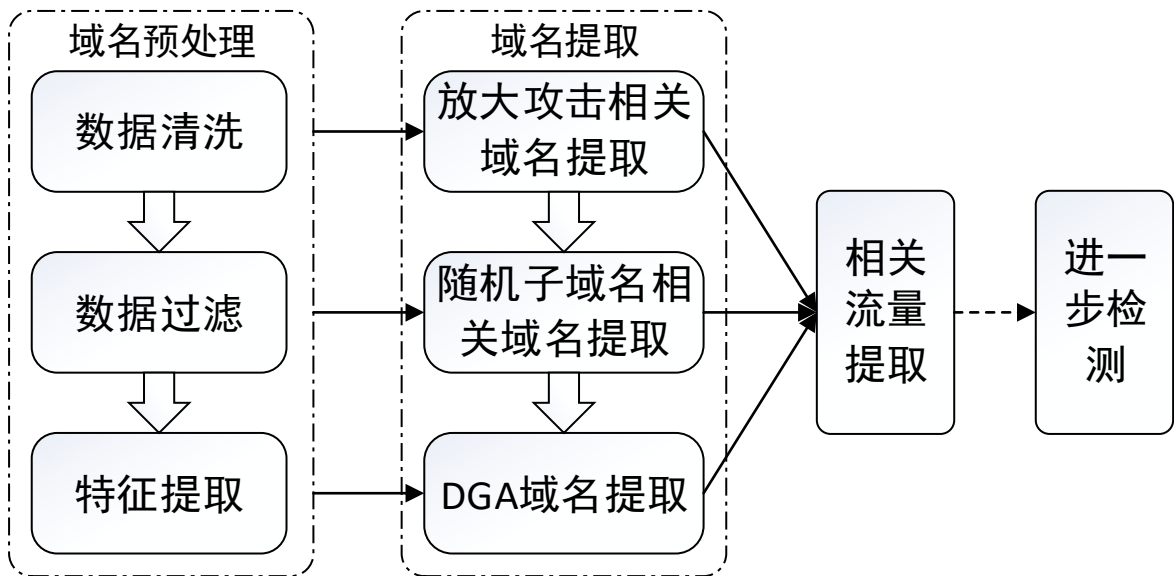 域名预处理
数据清洗
数据过滤
特征提取
域名提取
放大攻击相关
域名提取
随机子域名相
关域名提取
DGA域名提取
相关
流量
提取
进一
步检
测